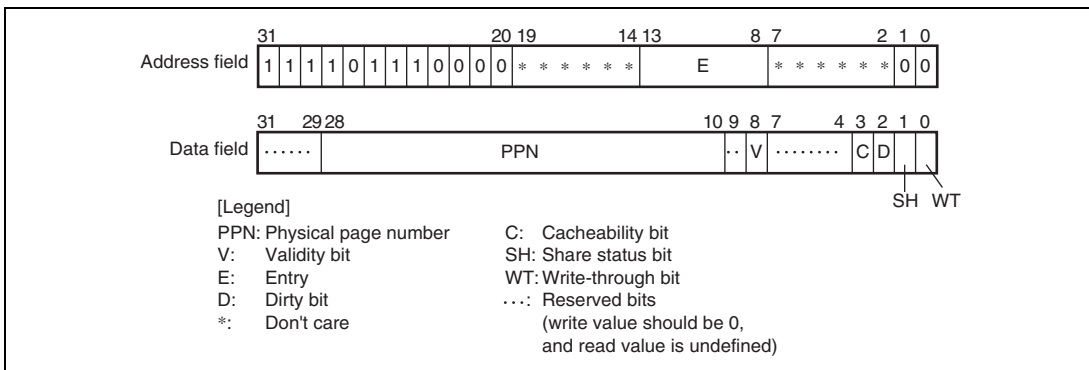 31 20 19 14 13 8 7 2 1 0
Address field 1 1 1 1 0 1 1 1 0 0 0 0 * * * * * * E * * * * * * 0 0
31 29 28 10 9 8 7 4 3 2 1 0
Data field ...... PPN .. V ........ C D
SH WT
[Legend]
PPN: Physical page number C: Cacheability bit
V: Validity bit SH: Share status bit
E: Entry WT: Write-through bit
D: Dirty bit ...: Reserved bits
*: Don't care (write value should be 0,
and read value is undefined)